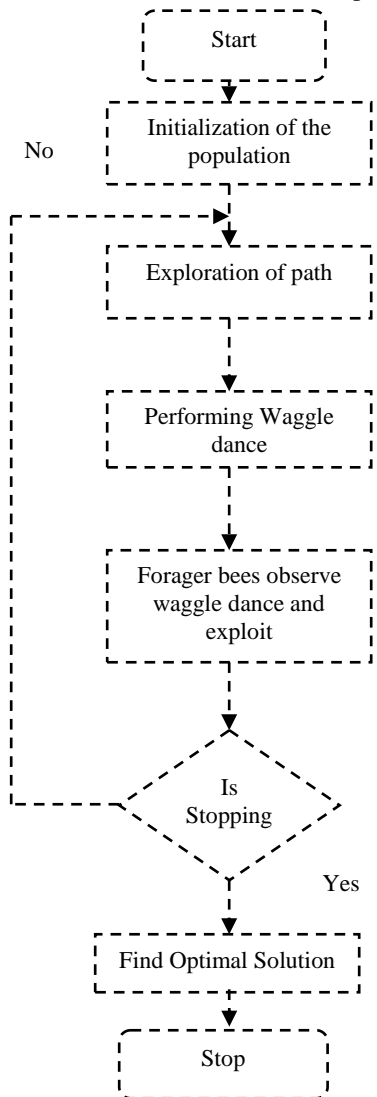 Start
Initialization of the
population
No
Exploration of path
Performing Waggle
dance
Forager bees observe
waggle dance and
exploit
Is
Stopping
Yes
Find Optimal Solution
Stop